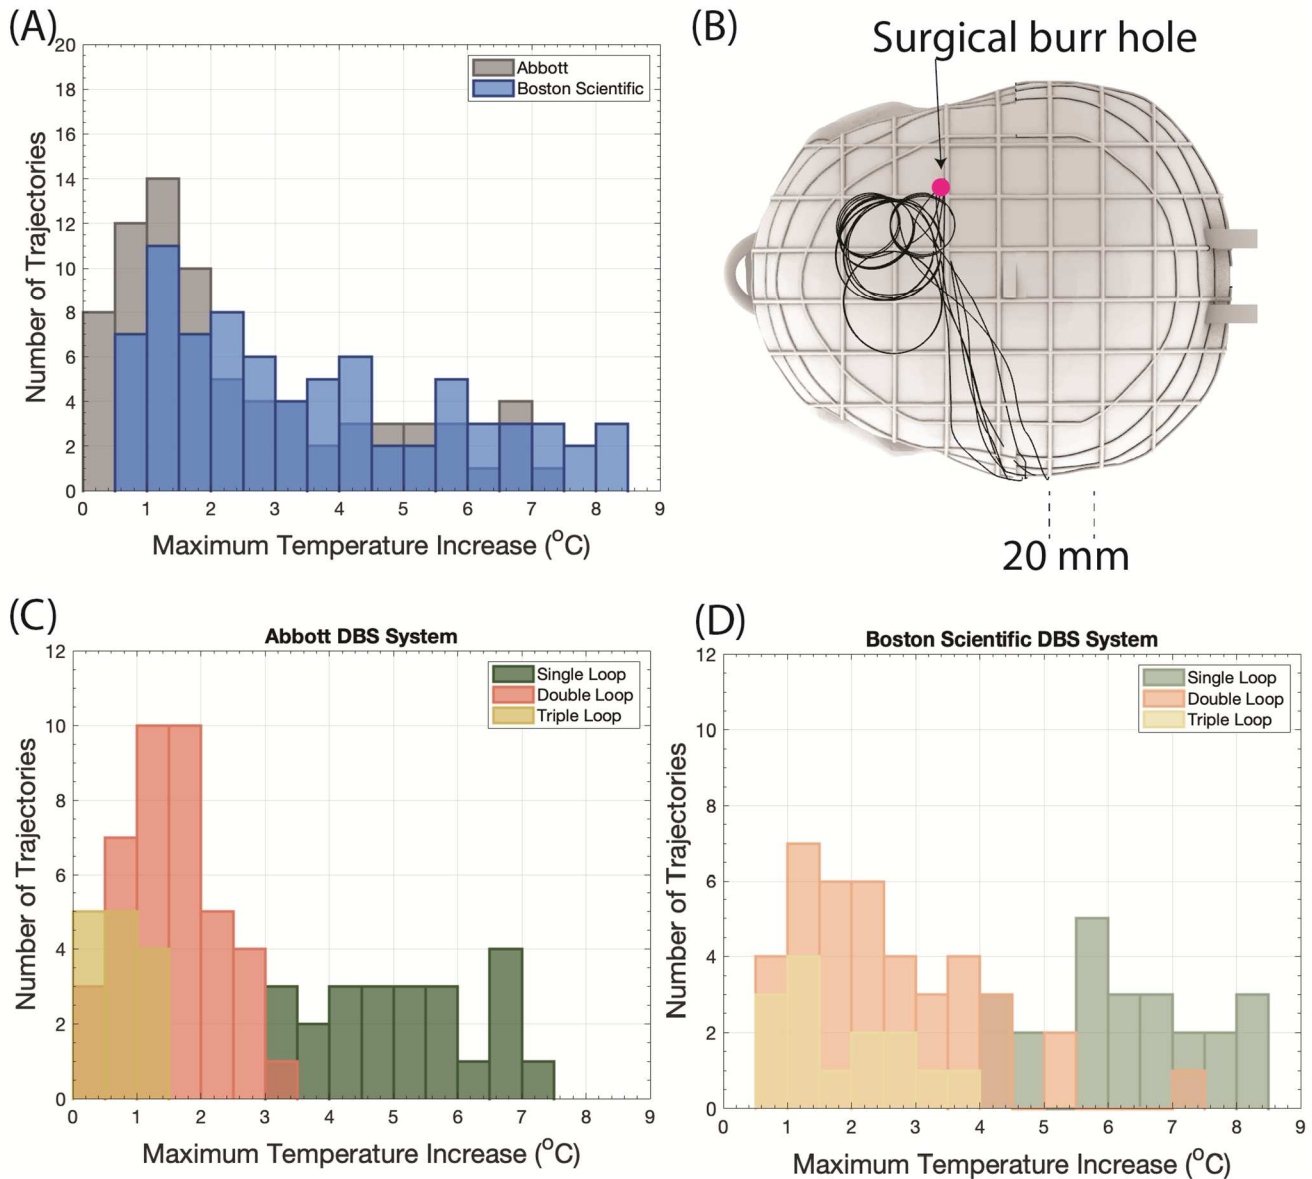 (A)
20
18
16
14
12
10
8
6
4
2
0
Number of Trajectories
Abbott
Boston Scientific
0 1 2 3 4 5 6 7 8 9
Maximum Temperature Increase (°C)
(B)
Surgical burr hole
20 mm
(C)
Abbott DBS System
12
10
8
6
4
2
0
Number of Trajectories
Single Loop
Double Loop
Triple Loop
0 1 2 3 4 5 6 7 8 9
Maximum Temperature Increase (°C)
(D)
Boston Scientific DBS System
12
10
8
6
4
2
0
Number of Trajectories
Single Loop
Double Loop
Triple Loop
0 1 2 3 4 5 6 7 8 9
Maximum Temperature Increase (°C)